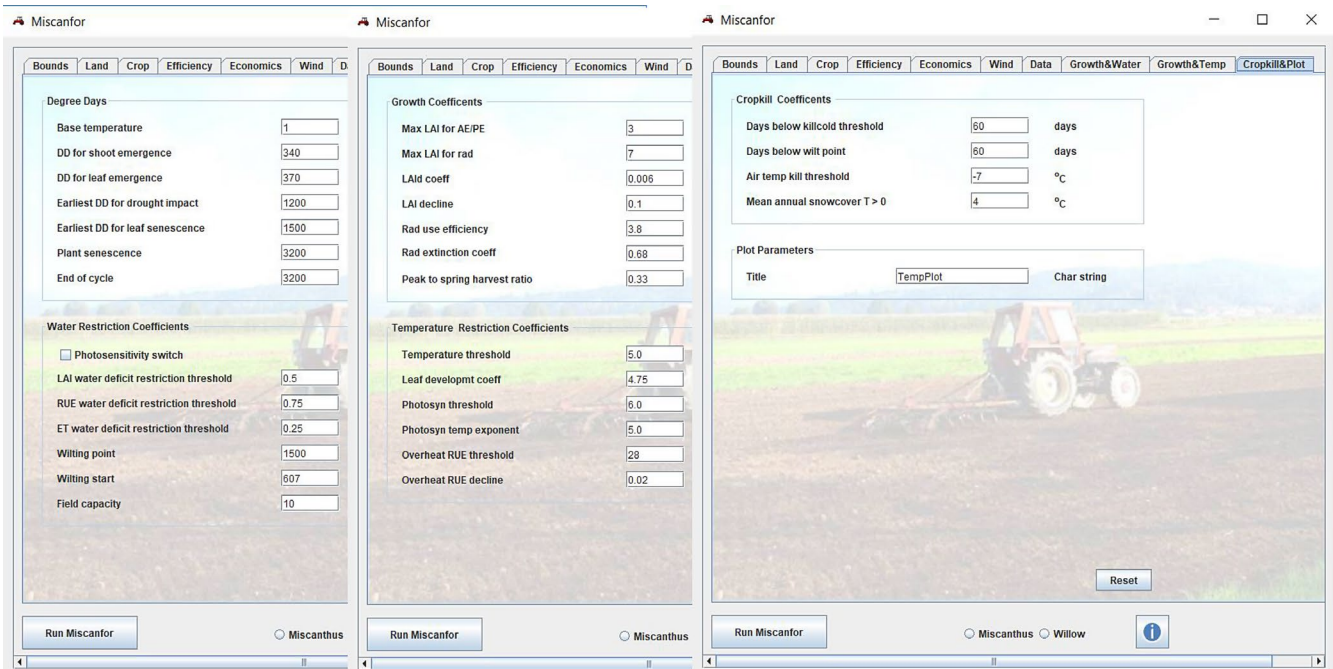 Miscanfor
Bounds Land Crop Efficiency Economics Wind D
Degree Days
Base temperature 1
DD for shoot emergence 340
DD for leaf emergence 370
Earliest DD for drought impact 1200
Earliest DD for leaf senescence 1500
Plant senescence 3200
End of cycle 3200
Water Restriction Coefficients
Photosensitivity switch
LAI water deficit restriction threshold 0.5
RUE water deficit restriction threshold 0.75
ET water deficit restriction threshold 0.25
Wilting point 1500
Wilting start 607
Field capacity 10
Run Miscanfor Miscanthus
Miscanfor
Bounds Land Crop Efficiency Economics Wind D
Growth Coefficents
Max LAI for AE/PE 3
Max LAI for rad 7
LAId coeff 0.006
LAI decline 0.1
Rad use efficiency 3.8
Rad extinction coeff 0.68
Peak to spring harvest ratio 0.33
Temperature Restriction Coefficients
Temperature threshold 5.0
Leaf developmt coeff 4.75
Photosyn threshold 6.0
Photosyn temp exponent 5.0
Overheat RUE threshold 28
Overheat RUE decline 0.02
Run Miscanfor Miscanthus
Miscanfor
Bounds Land Crop Efficiency Economics Wind Data Growth&Water Growth&Temp Cropkill&Plot
Cropkill Coefficents
Days below killcold threshold 60 days
Days below wilt point 60 days
Air temp kill threshold -7 °C
Mean annual snowcover T > 0 4 °C
Plot Parameters
Title TempPlot Char string
Reset
Run Miscanfor Miscanthus Willow i